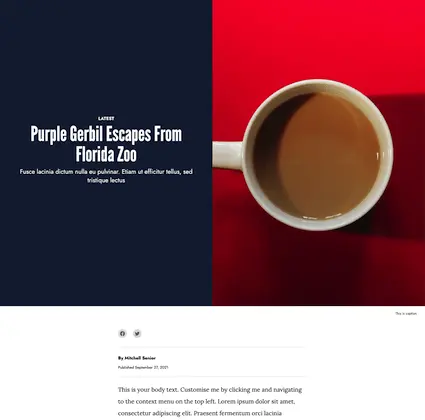 LATEST
Purple Gerbil Escapes From
Florida Zoo
Fusce lacinia dictum nulla eu pulvinar. Etiam ut efficitur tellus, sed
tristique lectus
This is caption
By Mitchell Senior
Published September 21, 2021
This is your body text. Customise me by clicking me and navigating
to the context menu on the top left. Lorem ipsum dolor sit amet,
consectetur adipiscing elit. Praesent fermentum orci lacinia